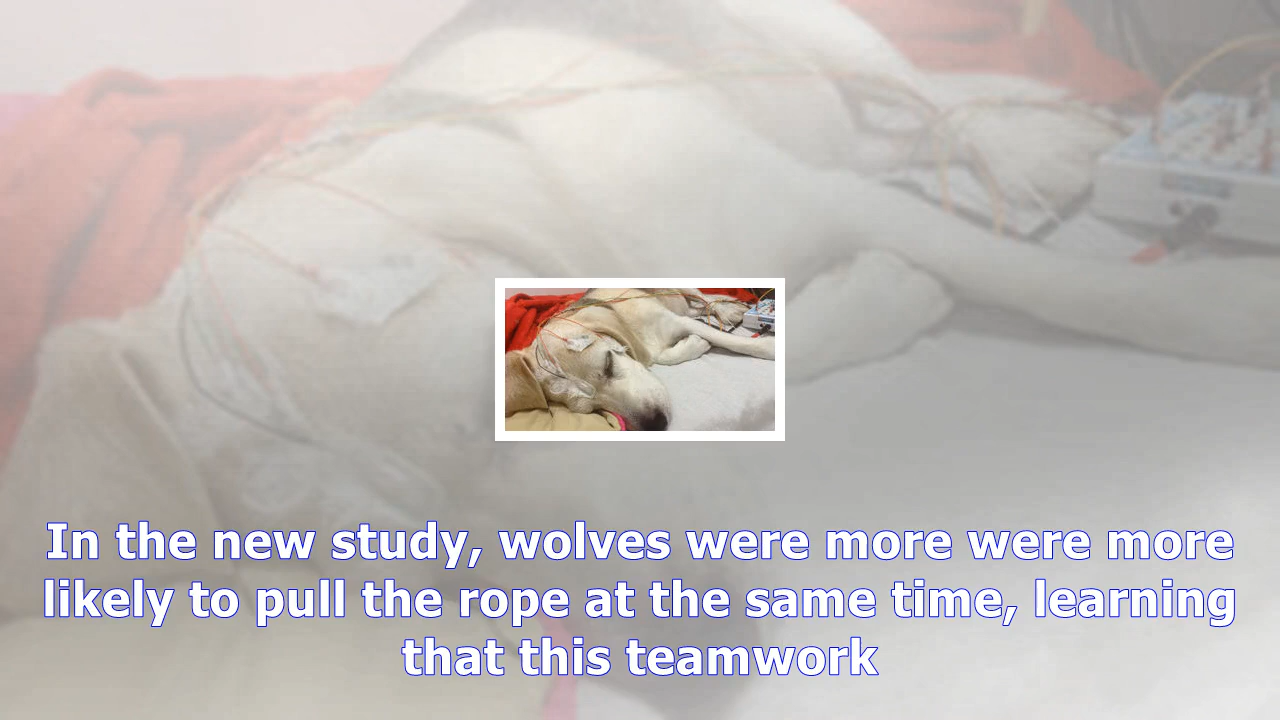 In the new study, wolves were more were more
likely to pull the rope at the same time, learning
that this teamwork